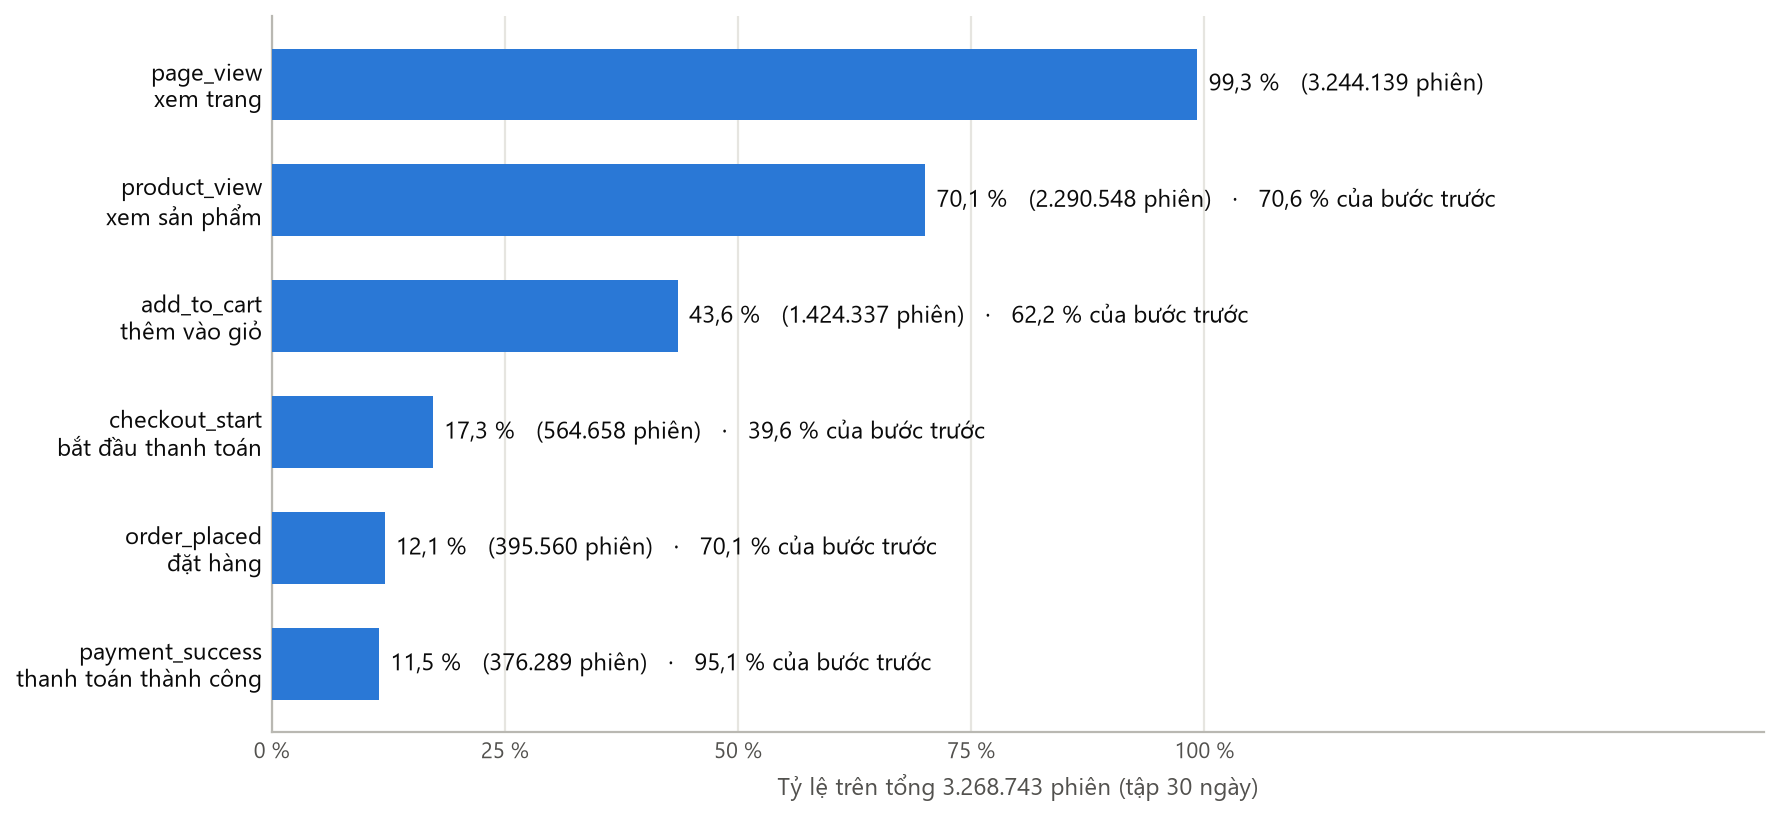 page_view
xem trang
99,3 % (3.244.139 phiên)
product_view
xem sản phẩm
70,1 % (2.290.548 phiên) · 70,6 % của bước trước
add_to_cart
thêm vào giỏ
43,6 % (1.424.337 phiên) · 62,2 % của bước trước
checkout_start
bắt đầu thanh toán
17,3 % (564.658 phiên) · 39,6 % của bước trước
order_placed
đặt hàng
12,1 % (395.560 phiên) · 70,1 % của bước trước
payment_success
thanh toán thành công
11,5 % (376.289 phiên) · 95,1 % của bước trước
0 % 25 % 50 % 75 % 100 %
Tỷ lệ trên tổng 3.268.743 phiên (tập 30 ngày)